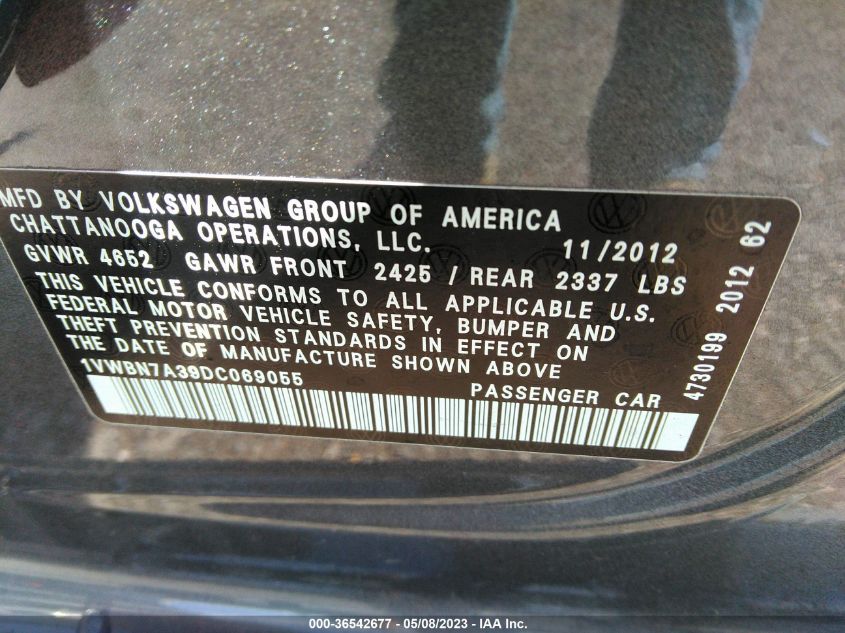 MFD BY VOLKSWAGEN GROUP OF AMERICA
CHATTANOOGA OPERATIONS, LLC. 11/2012
GVWR 4652 GAWR FRONT 2425 / REAR 2337 LBS
THIS VEHICLE CONFORMS TO ALL APPLICABLE U.S.
FEDERAL MOTOR VEHICLE SAFETY, BUMPER AND
THEFT PREVENTION STANDARDS IN EFFECT ON
THE DATE OF MANUFACTURE SHOWN ABOVE
1VWBN7A39DC069055 PASSENGER CAR
4730199 2012 62
000-36542677 - 05/08/2023 - IAA Inc.